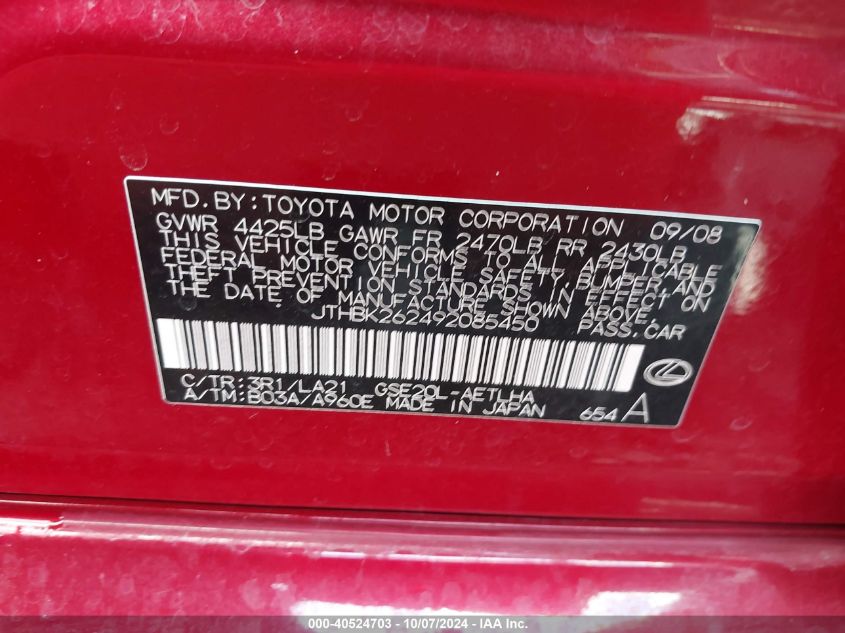 MFD. BY: TOYOTA MOTOR CORPORATION 09/08
GVWR 4425LB GAWR FR 2470LB RR 2430LB
THIS VEHICLE CONFORMS TO ALL APPLICABLE
FEDERAL MOTOR VEHICLE SAFETY, BUMPER, AND
THEFT PREVENTION STANDARDS IN EFFECT ON
THE DATE OF MANUFACTURE SHOWN ABOVE.
JTHBK262492085450 PASS. CAR
C/TR: 3R1/LA21 GSE20L-AETLHA
A/TM: B03A/A960E MADE IN JAPAN 654 A
000-40524703 - 10/07/2024 - IAA Inc.